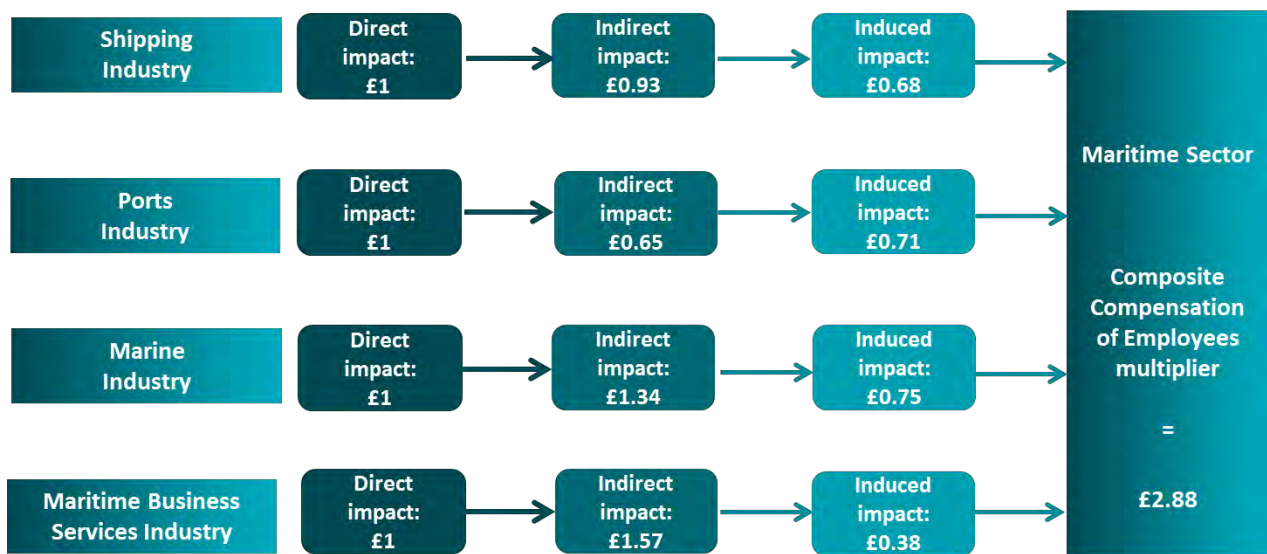 Shipping
Industry
Direct
impact:
£1
Indirect
impact:
£0.93
Induced
impact:
£0.68
Ports
Industry
Direct
impact:
£1
Indirect
impact:
£0.65
Induced
impact:
£0.71
Marine
Industry
Direct
impact:
£1
Indirect
impact:
£1.34
Induced
impact:
£0.75
Maritime Business
Services Industry
Direct
impact:
£1
Indirect
impact:
£1.57
Induced
impact:
£0.38
Maritime Sector
Composite
Compensation
of Employees
multiplier
=
£2.88